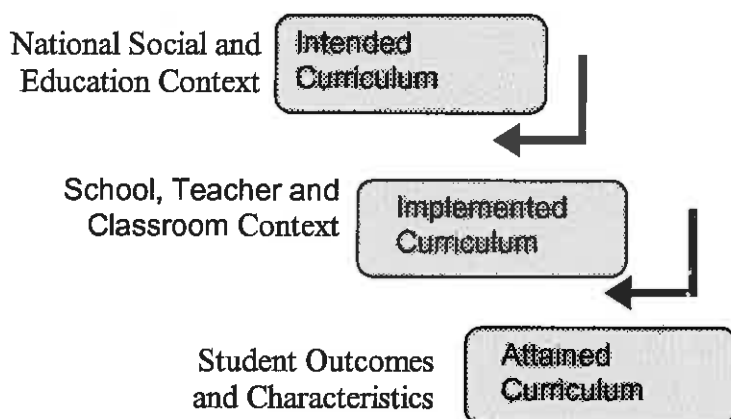 National Social and
Education Context
Intended
Curriculum
School, Teacher and
Classroom Context
Implemented
Curriculum
Student Outcomes
and Characteristics
Attained
Curriculum